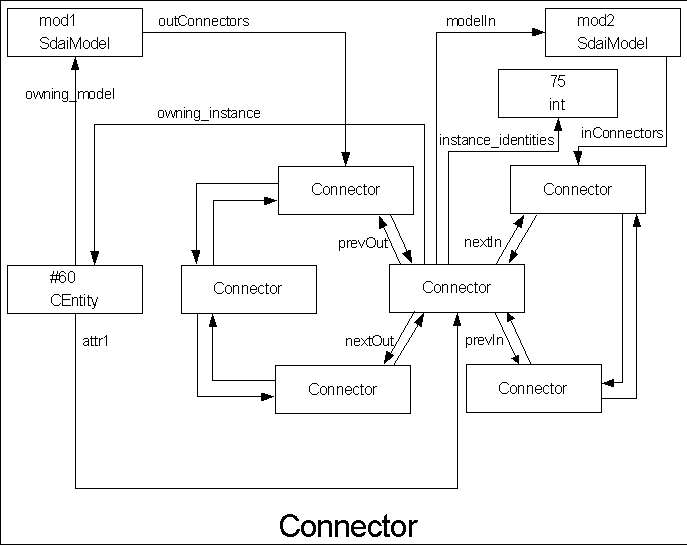 mod1
SdaiModel
outConnectors
modelIn
mod2
SdaiModel
75
int
owning_model
owning_instance
instance_identities
inConnectors
Connector
Connector
prevOut
nextIn
#60
CEntity
Connector
Connector
attr1
nextOut
prevIn
Connector
Connector
Connector